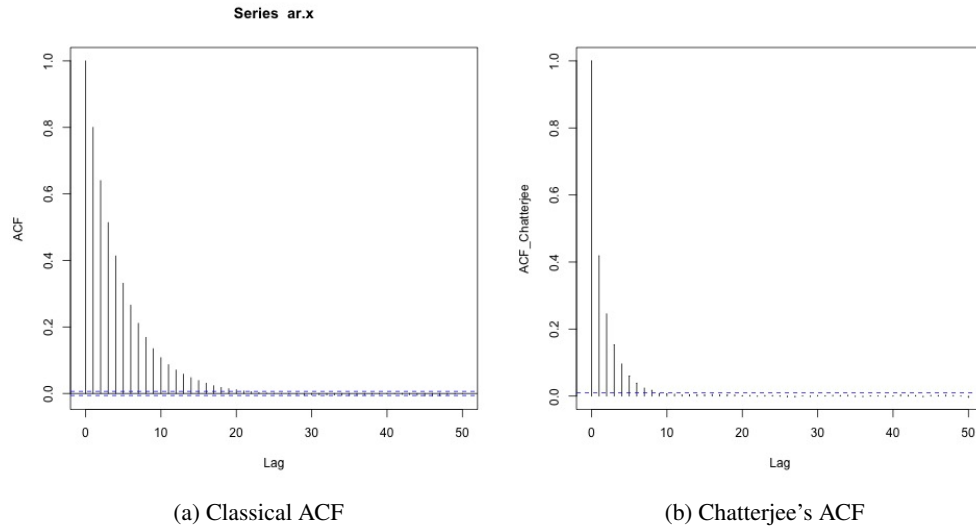 Series ar.x
ACF
1.0
0.8
0.6
0.4
0.2
0.0
0 10 20 30 40 50
Lag
(a) Classical ACF
ACF_Chatterjee
1.0
0.8
0.6
0.4
0.2
0.0
0 10 20 30 40 50
Lag
(b) Chatterjee's ACF